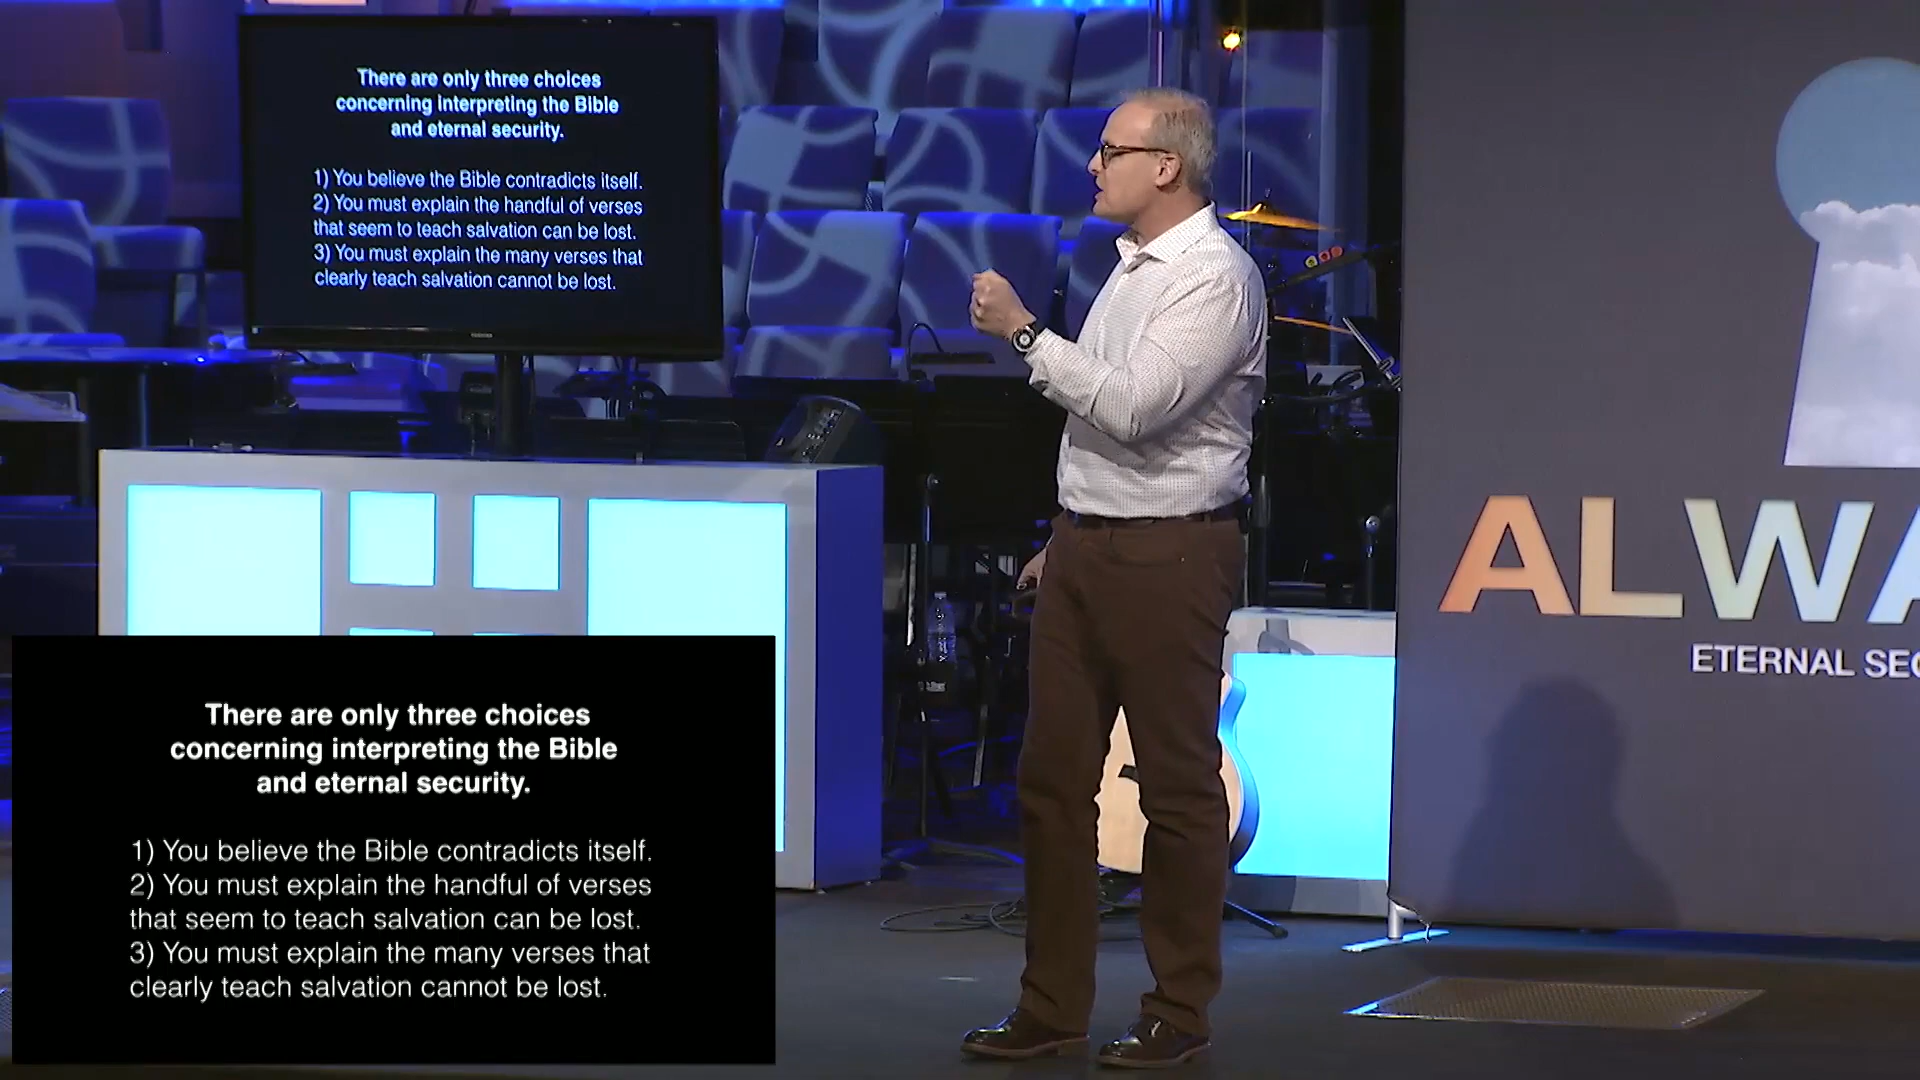 There are only three choices
concerning interpreting the Bible
and eternal security.
1) You believe the Bible contradicts itself.
2) You must explain the handful of verses
that seem to teach salvation can be lost.
3) You must explain the many verses that
clearly teach salvation cannot be lost.
TOSHIBA
ALWA
ETERNAL SEC
There are only three choices
concerning interpreting the Bible
and eternal security.
1) You believe the Bible contradicts itself.
2) You must explain the handful of verses
that seem to teach salvation can be lost.
3) You must explain the many verses that
clearly teach salvation cannot be lost.